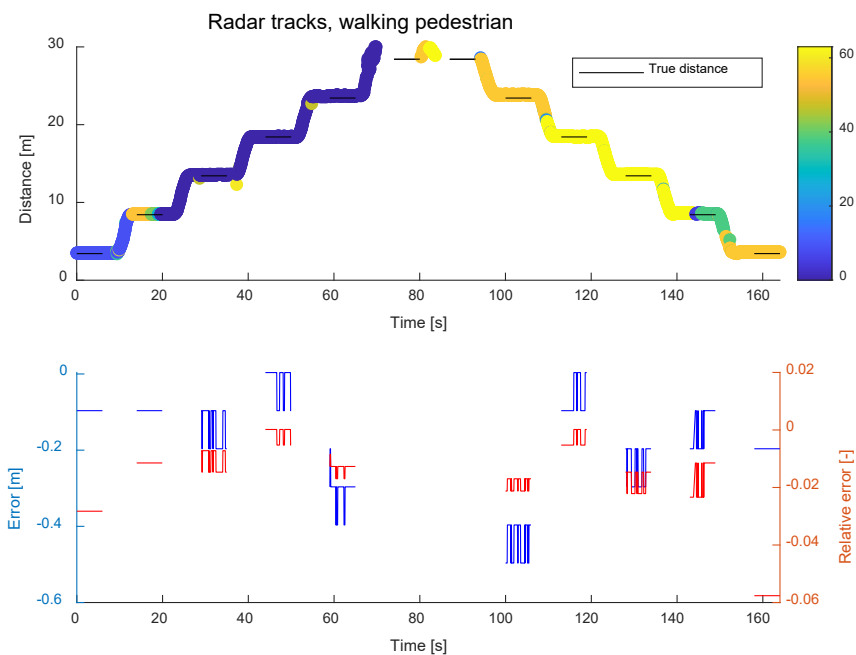 Radar tracks, walking pedestrian
30
20
10
0
Distance [m]
True distance
60
40
20
0
0 20 40 60 80 100 120 140 160
Time [s]
0
-0.2
-0.4
-0.6
Error [m]
0.02
0
-0.02
-0.04
-0.06
Relative error [-]
0 20 40 60 80 100 120 140 160
Time [s]